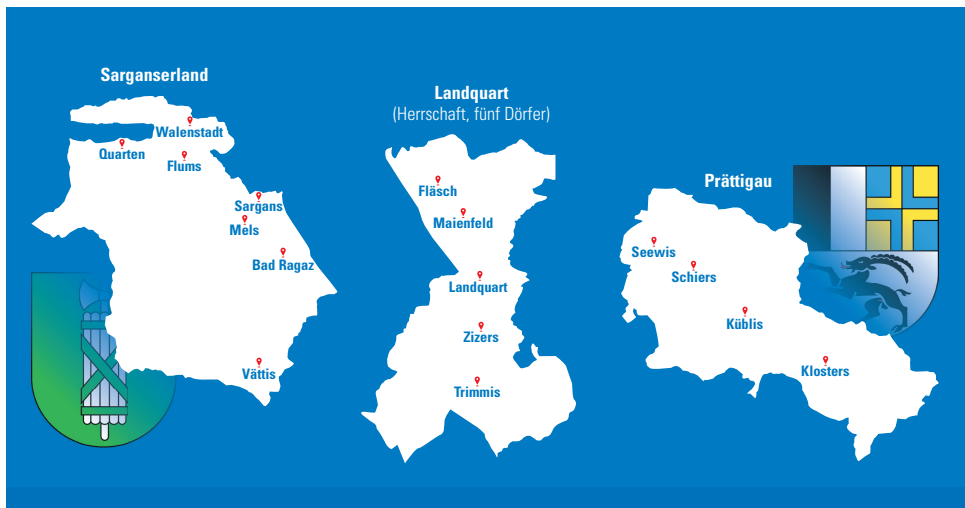 Sarganserland
Walenstadt
Quarten
Flums
Sargans
Mels
Bad Ragaz
Vättis
Landquart
(Herrschaft, fünf Dörfer)
Fläsch
Maienfeld
Landquart
Zizers
Trimmis
Prättigau
Seewis
Schiers
Küblis
Klosters